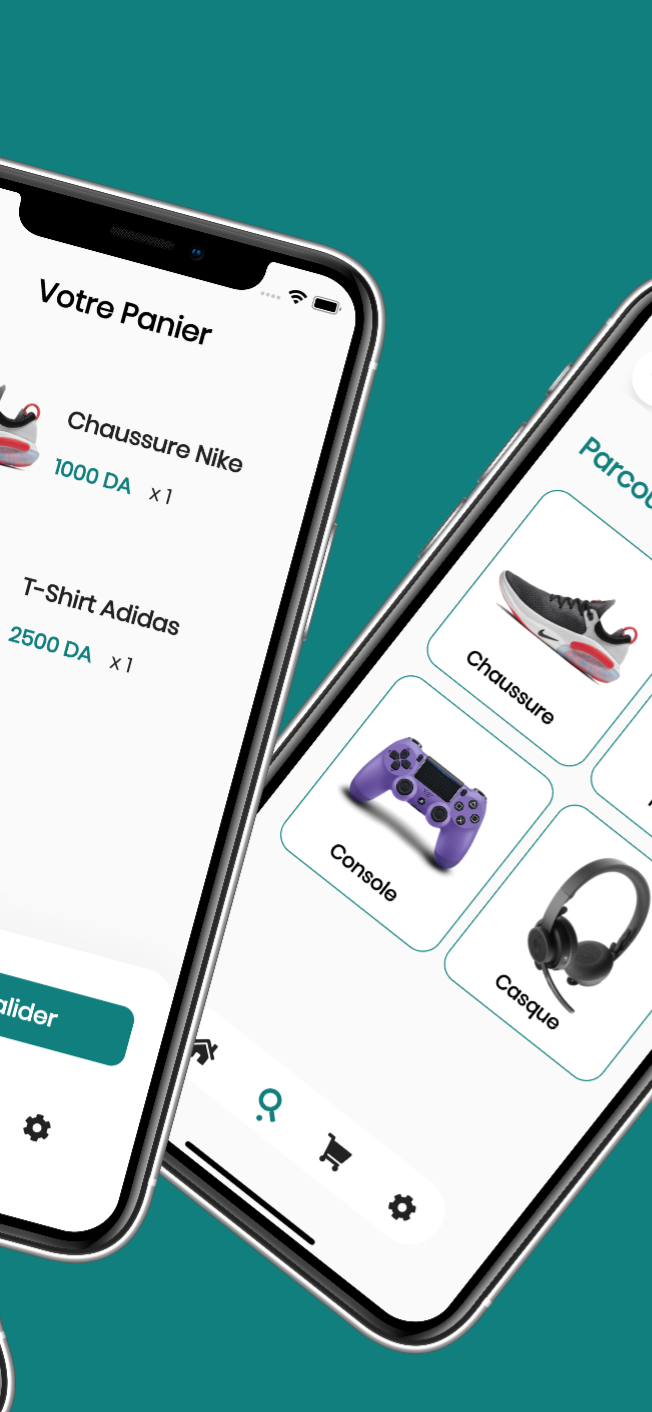 Votre Panier
Chaussure Nike
1000 DA x 1
T-Shirt Adidas
2500 DA x 1
alider
Parcou
Chaussure
Console
Casque